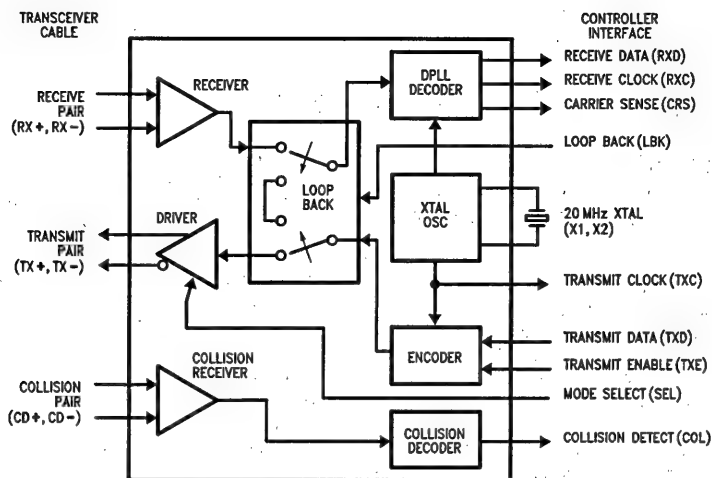 TRANSCEIVER
CABLE
CONTROLLER
INTERFACE
RECEIVER
DPLL
DECODER
RECEIVE DATA (RXD)
RECEIVE CLOCK (RXC)
CARRIER SENSE (CRS)
RECEIVE
PAIR
(RX+, RX-)
LOOP BACK (LBK)
LOOP
BACK
XTAL
OSC
20 MHz XTAL
(X1, X2)
DRIVER
TRANSMIT
PAIR
(TX+, TX-)
TRANSMIT CLOCK (TXC)
ENCODER
TRANSMIT DATA (TXD)
TRANSMIT ENABLE (TXE)
MODE SELECT (SEL)
COLLISION
RECEIVER
COLLISION
PAIR
(CD+, CD-)
COLLISION
DECODER
COLLISION DETECT (COL)